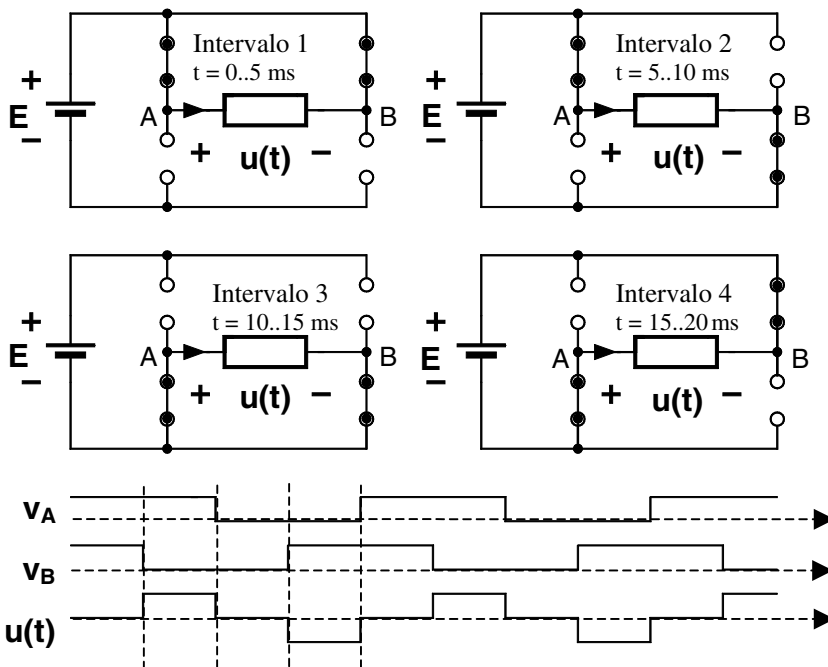 Intervalo 1
t = 0..5 ms
+
E
−
A
B
+ u(t) −
Intervalo 2
t = 5..10 ms
+
E
−
A
B
+ u(t) −
Intervalo 3
t = 10..15 ms
+
E
−
A
B
+ u(t) −
Intervalo 4
t = 15..20 ms
+
E
−
A
B
+ u(t) −
vA
vB
u(t)